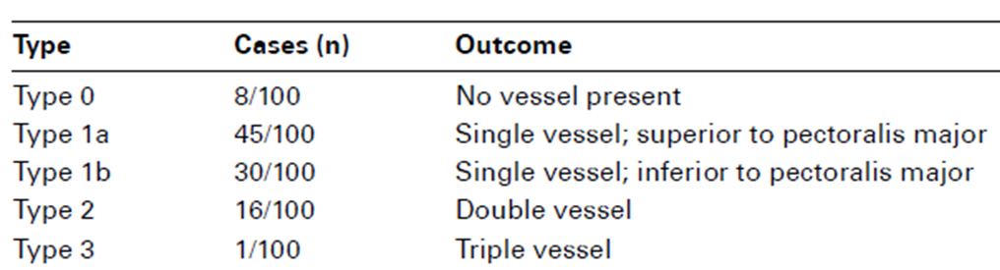 Type Cases (n) Outcome
Type 0 8/100 No vessel present
Type 1a 45/100 Single vessel; superior to pectoralis major
Type 1b 30/100 Single vessel; inferior to pectoralis major
Type 2 16/100 Double vessel
Type 3 1/100 Triple vessel